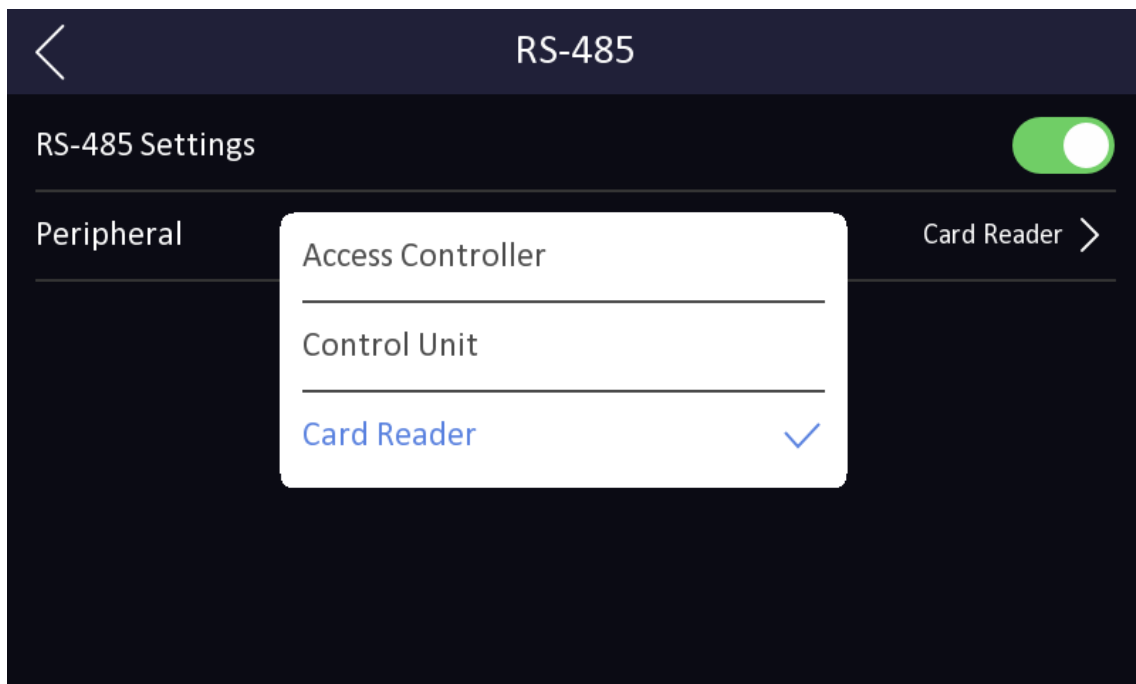 RS-485
RS-485 Settings
Peripheral
Card Reader
Access Controller
Control Unit
Card Reader